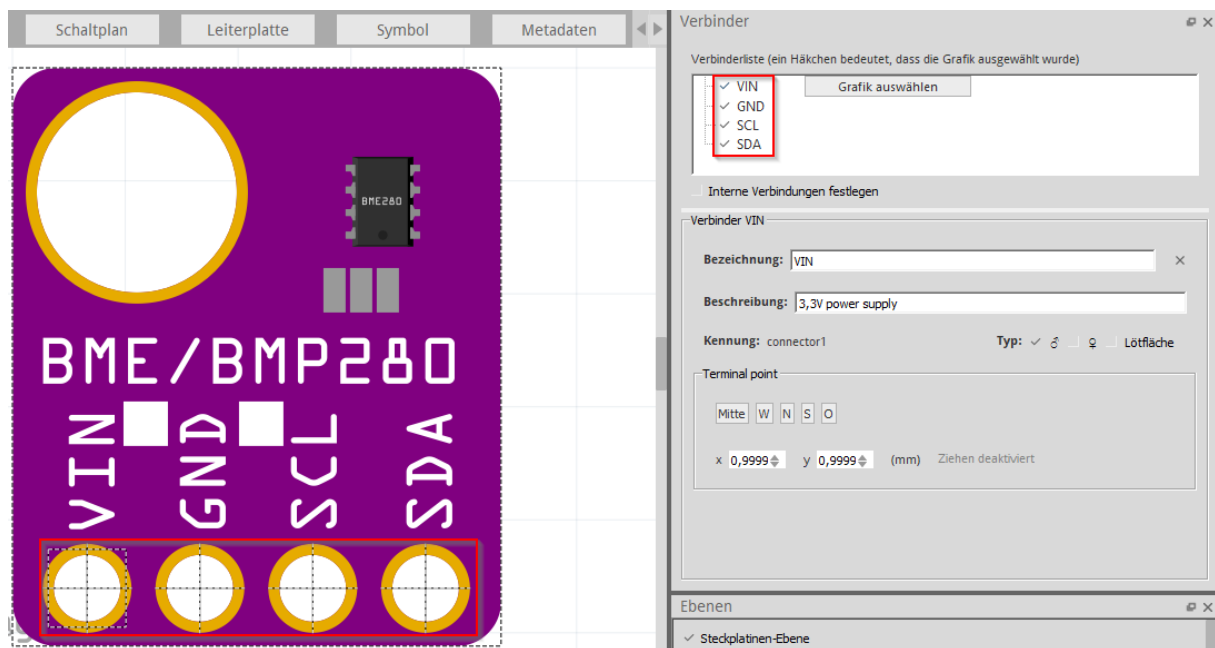 Schaltplan
Leiterplatte
Symbol
Metadaten
BME280
BME/BMP280
VIN
GND
SCL
SDA
Verbinder
Verbinderliste (ein Häkchen bedeutet, dass die Grafik ausgewählt wurde)
VIN
Grafik auswählen
GND
SCL
SDA
Interne Verbindungen festlegen
Verbinder VIN
Bezeichnung: VIN
Beschreibung: 3,3V power supply
Kennung: connector1
Typ: ♂ ♀ Lötfläche
Terminal point
Mitte W N S O
x 0,9999 y 0,9999 (mm) Ziehen deaktiviert
Ebenen
Steckplatinen-Ebene